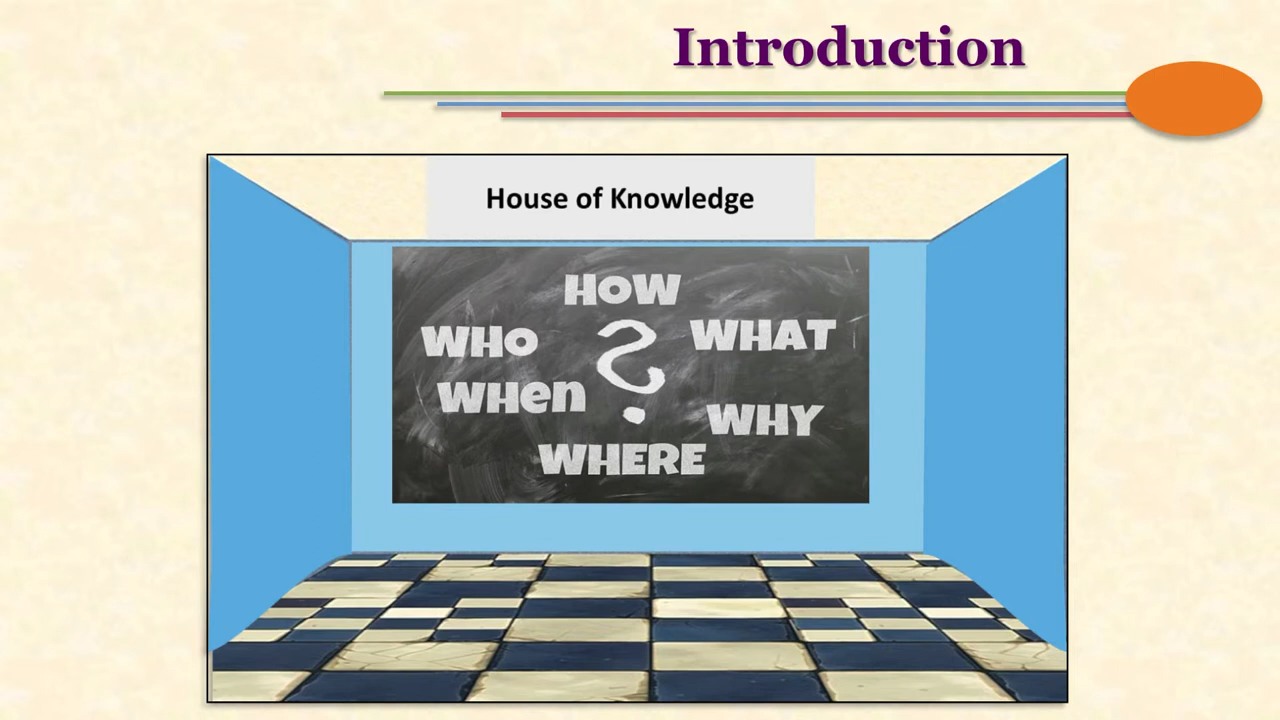 Introduction
House of Knowledge
HOW
WHO
WHAT
?
WHen
WHY
WHERE